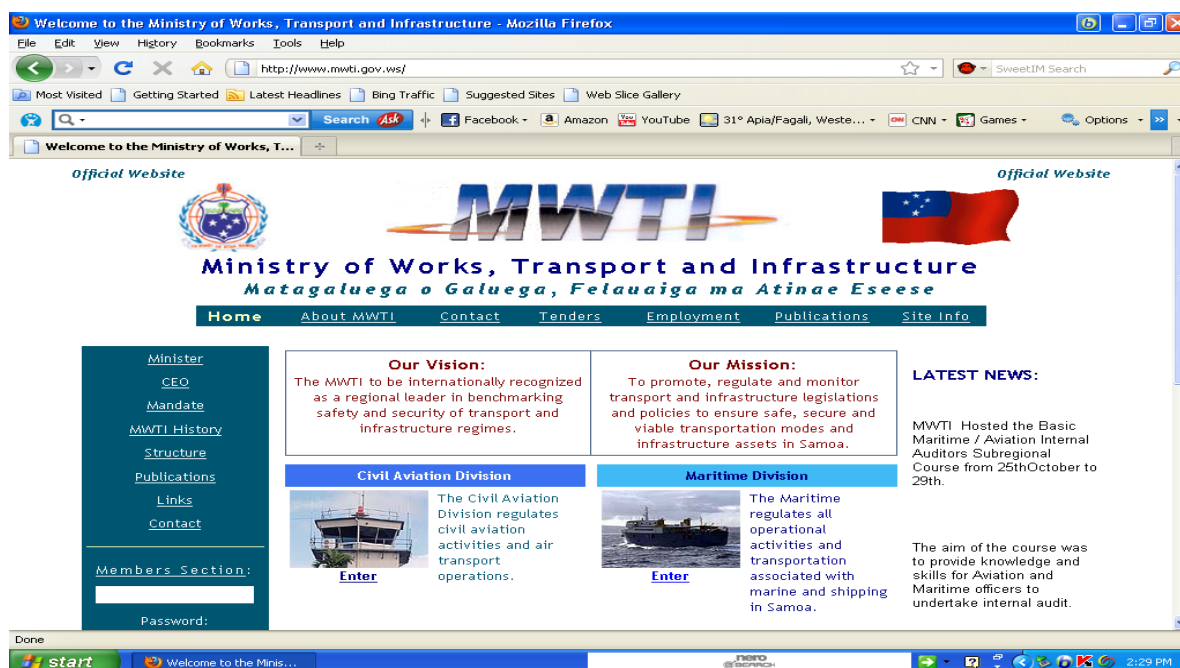 Welcome to the Ministry of Works, Transport and Infrastructure - Mozilla Firefox
File Edit View History Bookmarks Tools Help
http://www.mwti.gov.ws/
SweetIM Search
Most Visited Getting Started Latest Headlines Bing Traffic Suggested Sites Web Slice Gallery
Search Ask Facebook Amazon YouTube 31° Apia/Fagali, Weste... CNN Games Options
Welcome to the Ministry of Works, T...
Official Website
Official Website
MWTI
Ministry of Works, Transport and Infrastructure
Matagaluega o Galuega, Felauaiga ma Atinae Eseese
Home About MWTI Contact Tenders Employment Publications Site Info
Minister
CEO
Mandate
MWTI History
Structure
Publications
Links
Contact
Members Section:
Password:
Our Vision:
The MWTI to be internationally recognized
as a regional leader in benchmarking
safety and security of transport and
infrastructure regimes.
Our Mission:
To promote, regulate and monitor
transport and infrastructure legislations
and policies to ensure safe, secure and
viable transportation modes and
infrastructure assets in Samoa.
Civil Aviation Division
The Civil Aviation
Division regulates
civil aviation
activities and air
transport
operations.
Enter
Maritime Division
The Maritime
regulates all
operational
activities and
transportation
associated with
marine and shipping
in Samoa.
Enter
LATEST NEWS:
MWTI Hosted the Basic
Maritime / Aviation Internal
Auditors Subregional
Course from 25thOctober to
29th.
The aim of the course was
to provide knowledge and
skills for Aviation and
Maritime officers to
undertake internal audit.
Done
start Welcome to the Minis... nero SEARCH 2:29 PM